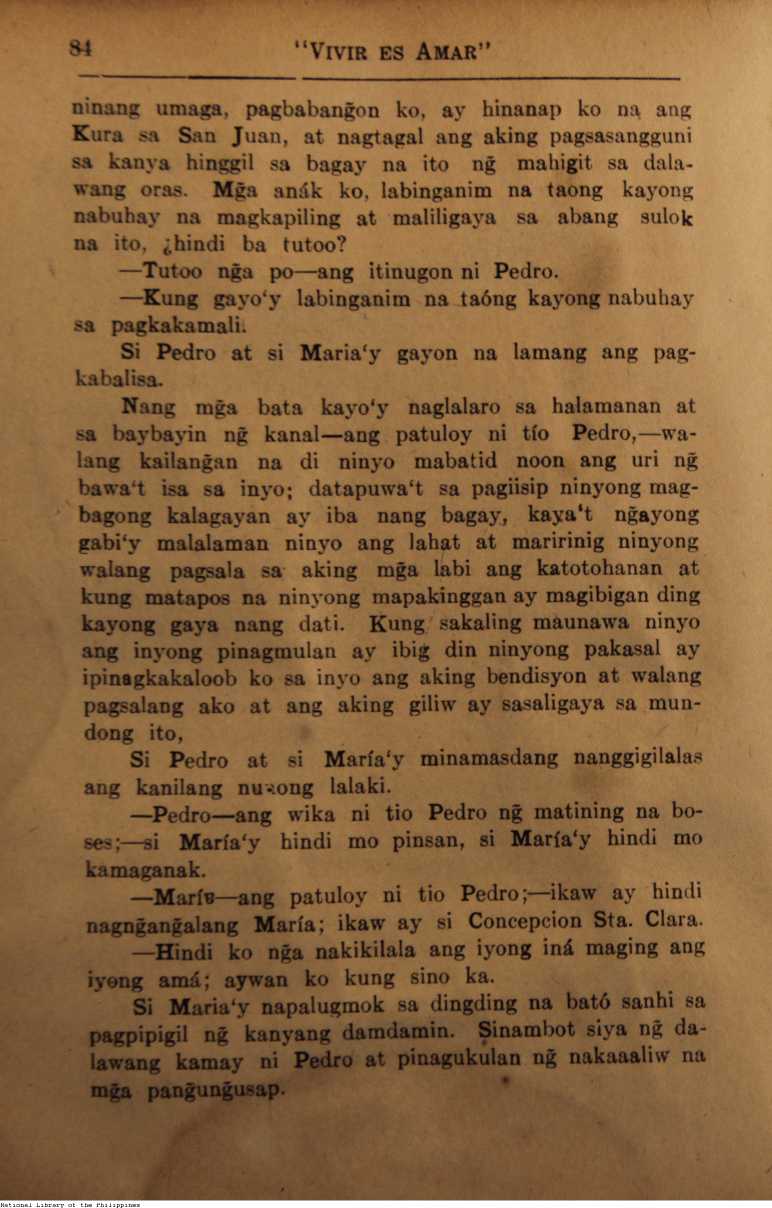 84 "VIVIR ES AMAR"
ninang umaga, pagbabang̃on ko, ay hinanap ko na ang
Kura sa San Juan, at nagtagal ang aking pagsasangguni
sa kanya hinggil sa bagay na ito ng̃ mahigit sa dala-
wang oras. Mg̃a anák ko, labinganim na taong kayong
nabuhay na magkapiling at maliligaya sa abang sulok
na ito, ¿hindi ba tutoo?
—Tutoo ng̃a po—ang itinugon ni Pedro.
—Kung gayo‘y labinganim na taóng kayong nabuhay
sa pagkakamali.
Si Pedro at si Maria‘y gayon na lamang ang pag-
kabalisa.
Nang mg̃a bata kayo‘y naglalaro sa halamanan at
sa baybayin ng̃ kanal—ang patuloy ni tío Pedro,—wa-
lang kailang̃an na di ninyo mabatid noon ang uri ng̃
bawa‘t isa sa inyo; datapuwa‘t sa pagiisip ninyong mag-
bagong kalagayan ay iba nang bagay, kaya‘t ng̃ayong
gabi‘y malalaman ninyo ang lahat at maririnig ninyong
walang pagsala sa aking mg̃a labi ang katotohanan at
kung matapos na ninyong mapakinggan ay magibigan ding
kayong gaya nang dati. Kung sakaling maunawa ninyo
ang inyong pinagmulan ay ibig din ninyong pakasal ay
ipinagkakaloob ko sa inyo ang aking bendisyon at walang
pagsalang ako at ang aking giliw ay sasaligaya sa mun-
dong ito,
Si Pedro at si María‘y minamasdang nanggigilalas
ang kanilang lalaki.
—Pedro—ang wika ni tio Pedro ng̃ matining na bo-
ses;—si María‘y hindi mo pinsan, si María‘y hindi mo
kamaganak.
—María—ang patuloy ni tio Pedro;—ikaw ay hindi
nagng̃ang̃alang María; ikaw ay si Concepcion Sta. Clara.
—Hindi ko ng̃a nakikilala ang iyong iná maging ang
iyong amá; aywan ko kung sino ka.
Si Maria‘y napalugmok sa dingding na bató sanhi sa
pagpipigil ng̃ kanyang damdamin. Sinambot siya ng̃ da-
lawang kamay ni Pedro at pinagukulan ng̃ nakaaaliw na
mg̃a pang̃ung̃usap.
National Library of the Philippines